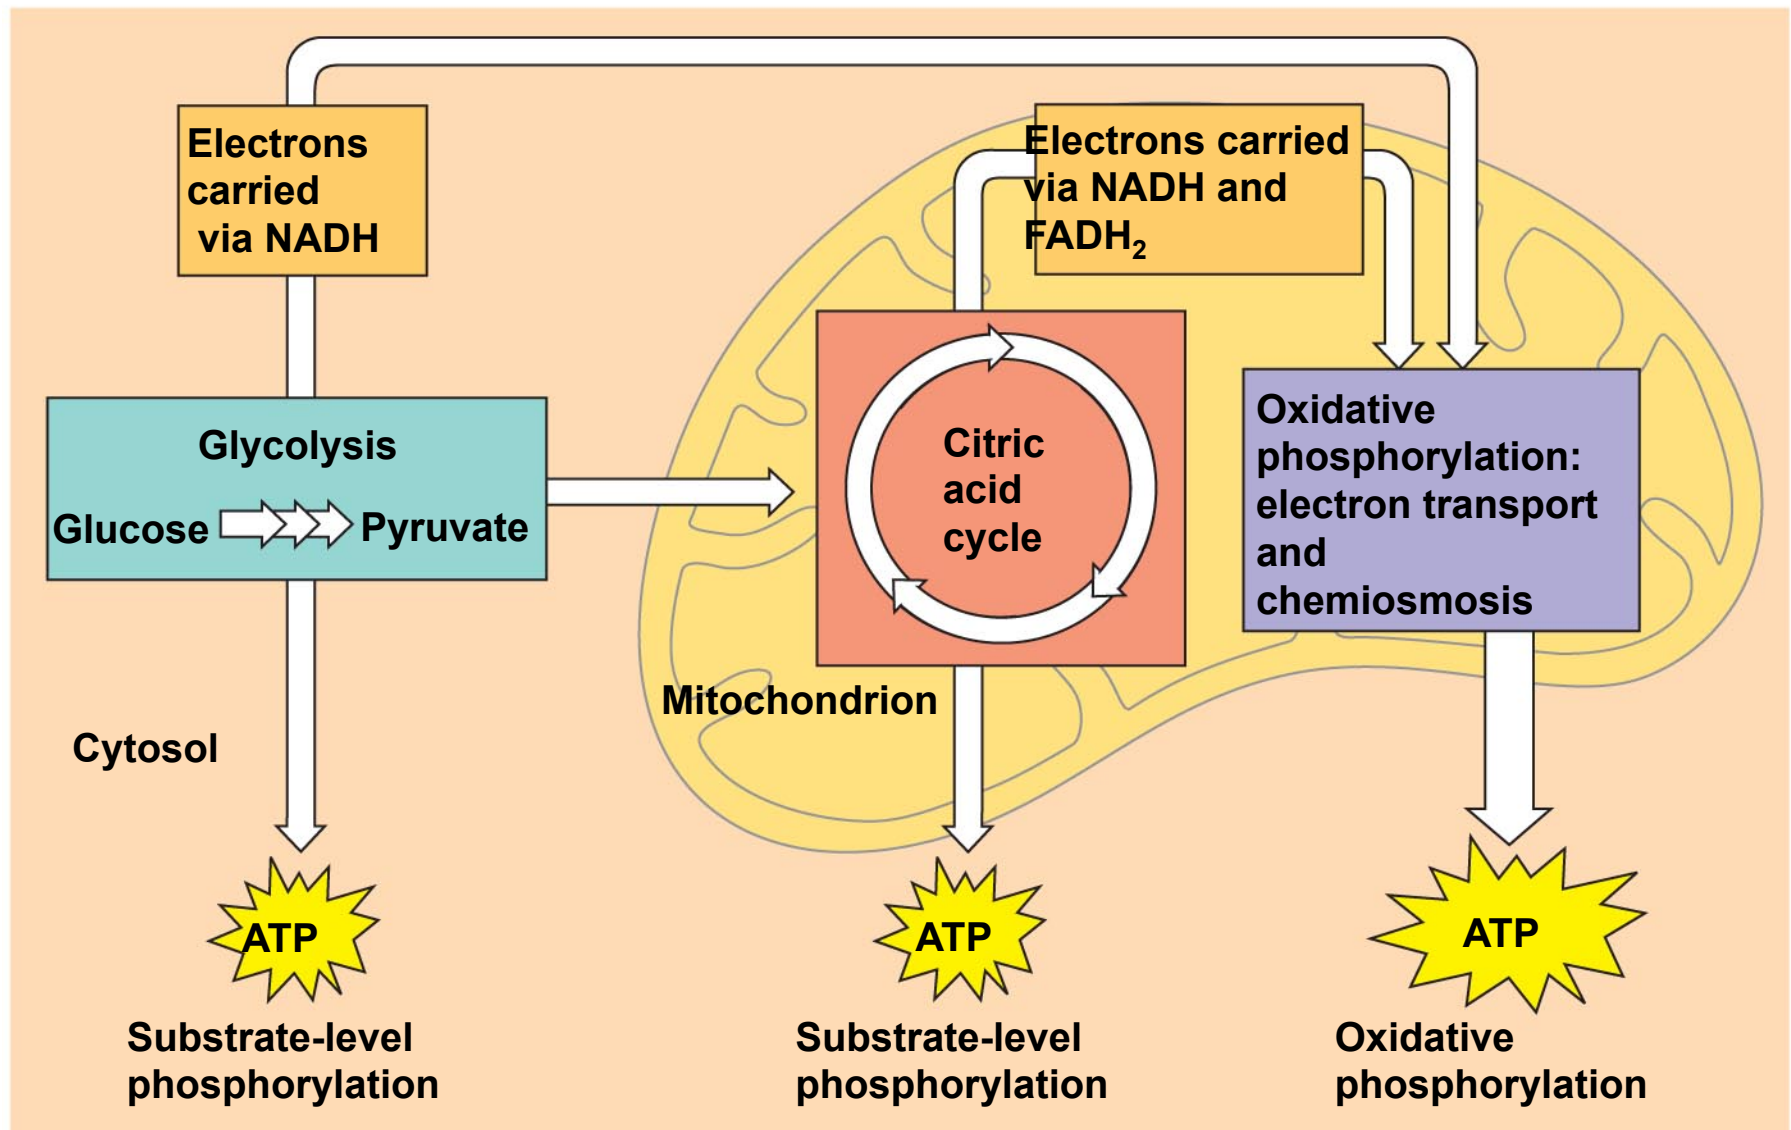 Electrons
carried
via NADH
Electrons carried
via NADH and
FADH₂
Glycolysis
Glucose Pyruvate
Citric
acid
cycle
Oxidative
phosphorylation:
electron transport
and
chemiosmosis
Mitochondrion
Cytosol
ATP
ATP
ATP
Substrate-level
phosphorylation
Substrate-level
phosphorylation
Oxidative
phosphorylation